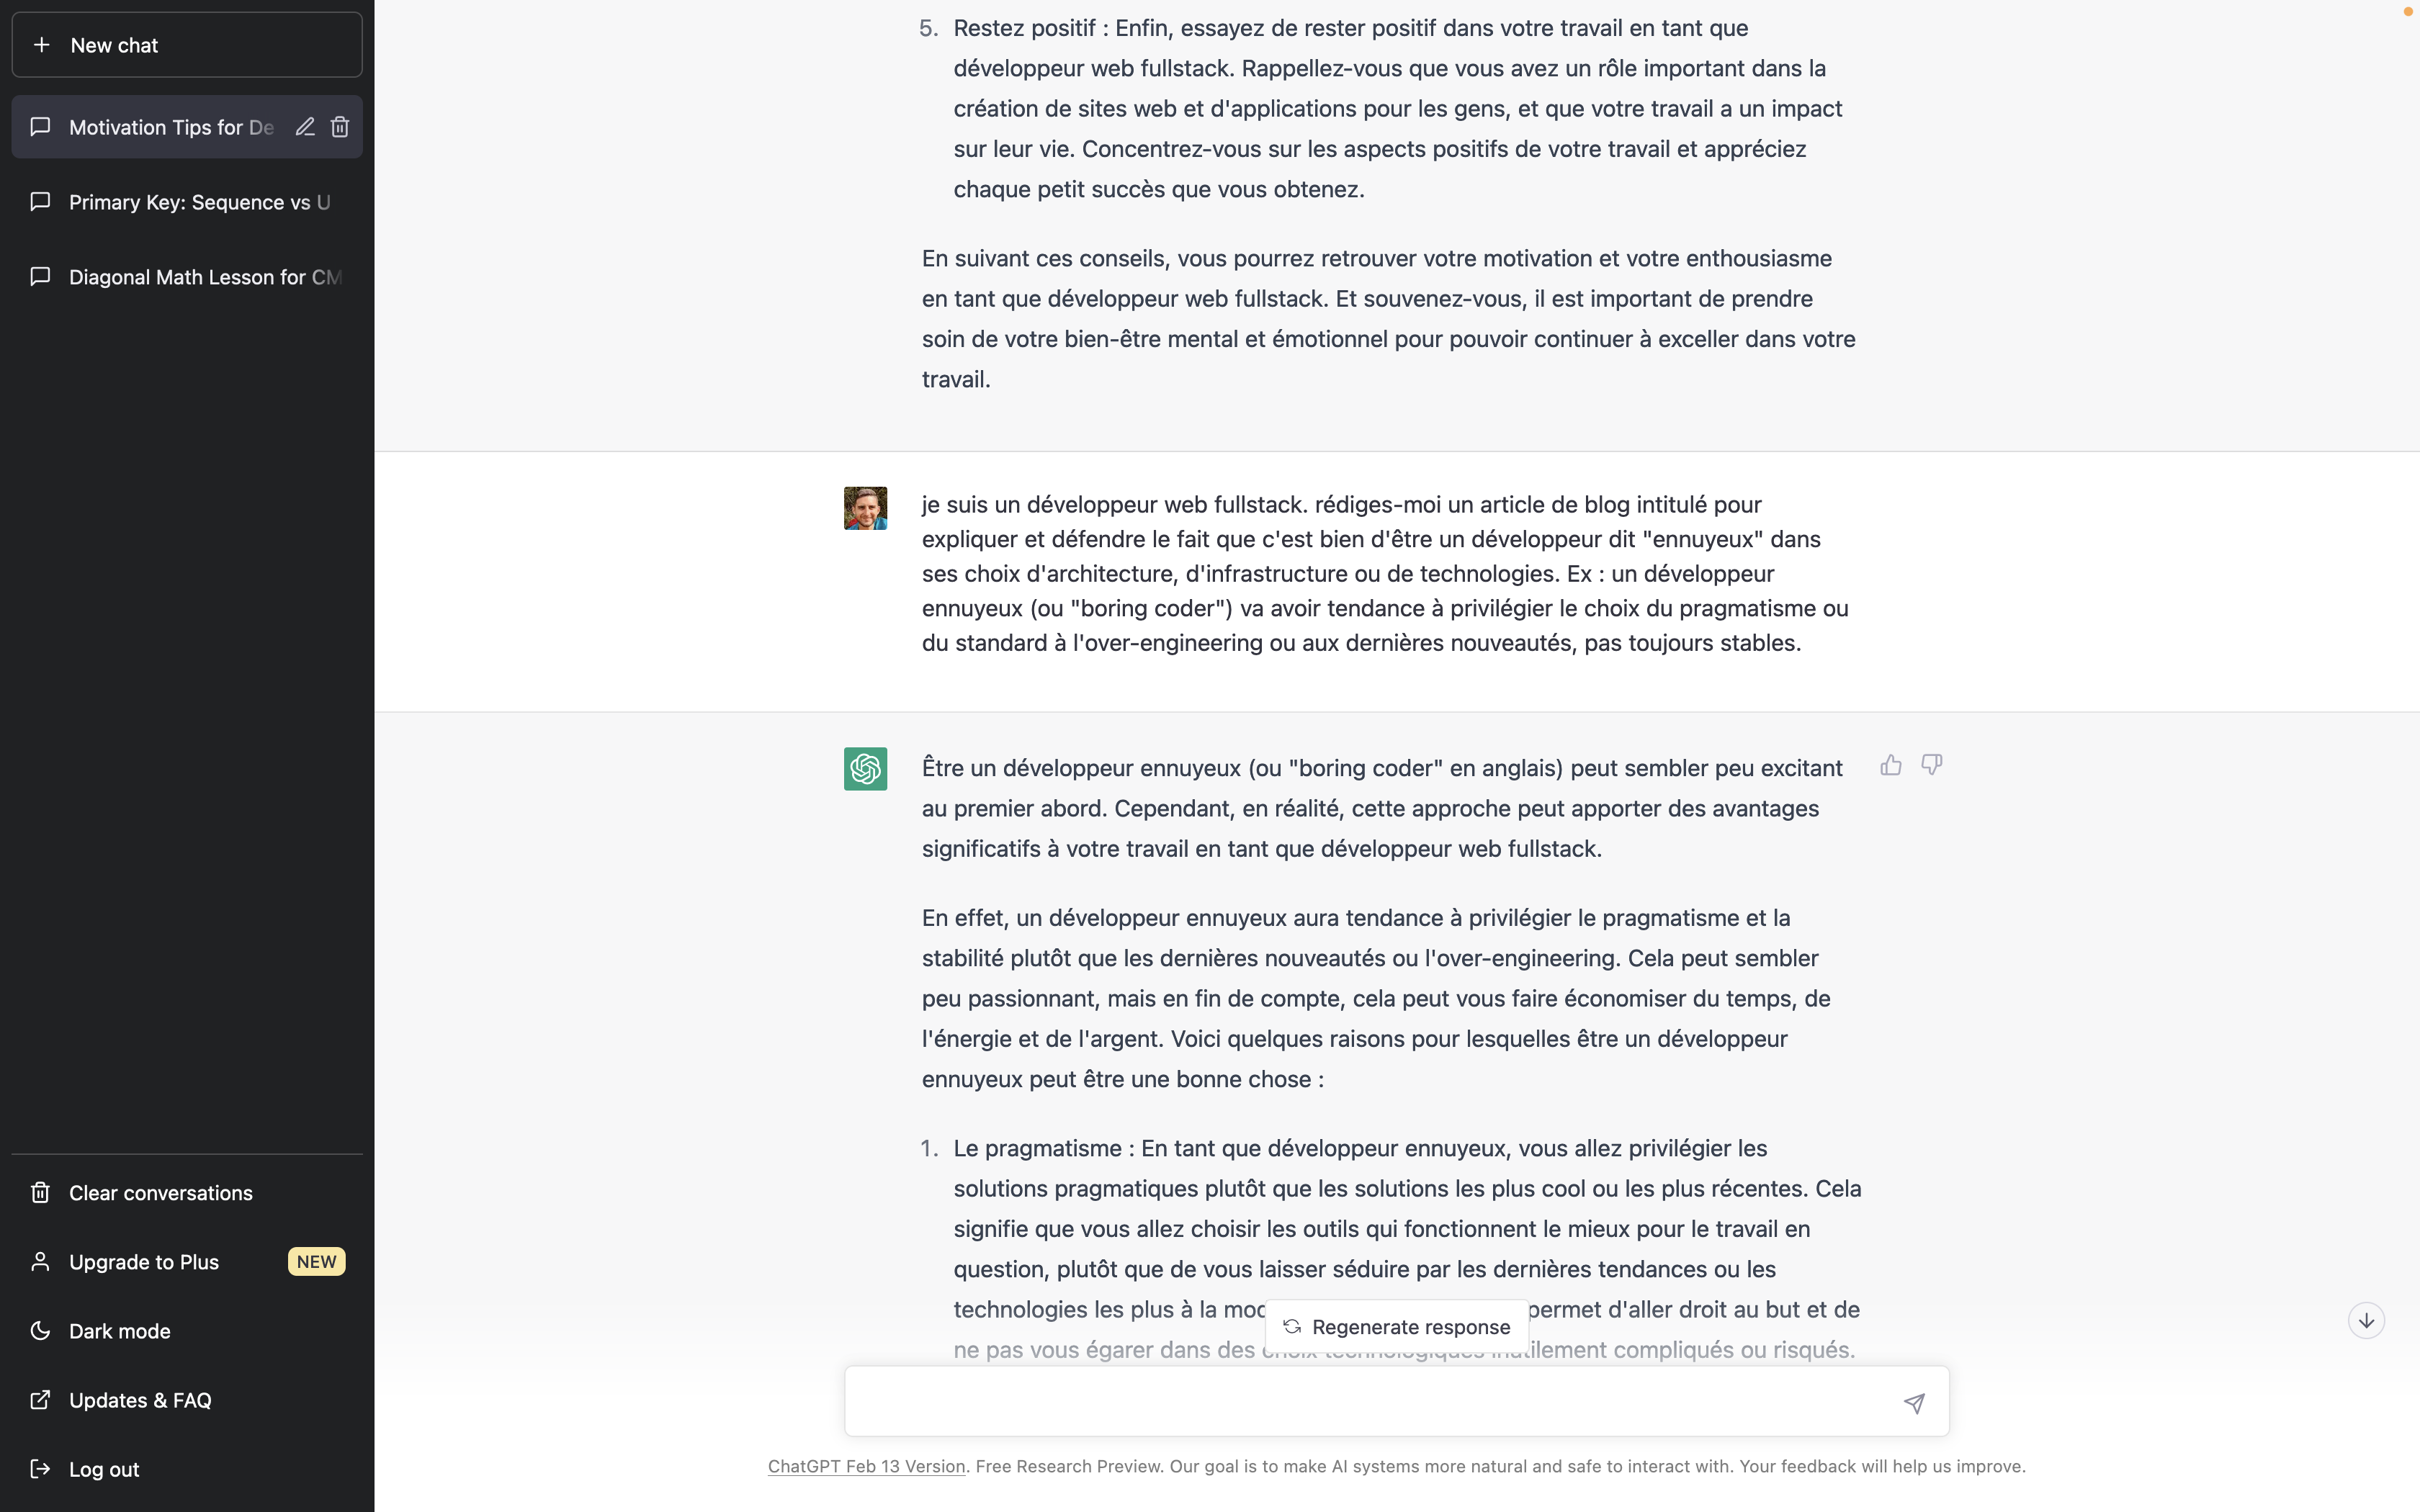 New chat
Motivation Tips for De
Primary Key: Sequence vs U
Diagonal Math Lesson for CM
Clear conversations
Upgrade to Plus
NEW
Dark mode
Updates & FAQ
Log out
5. Restez positif : Enfin, essayez de rester positif dans votre travail en tant que
développeur web fullstack. Rappellez-vous que vous avez un rôle important dans la
création de sites web et d'applications pour les gens, et que votre travail a un impact
sur leur vie. Concentrez-vous sur les aspects positifs de votre travail et appréciez
chaque petit succès que vous obtenez.
En suivant ces conseils, vous pourrez retrouver votre motivation et votre enthousiasme
en tant que développeur web fullstack. Et souvenez-vous, il est important de prendre
soin de votre bien-être mental et émotionnel pour pouvoir continuer à exceller dans votre
travail.
je suis un développeur web fullstack. rédiges-moi un article de blog intitulé pour
expliquer et défendre le fait que c'est bien d'être un développeur dit "ennuyeux" dans
ses choix d'architecture, d'infrastructure ou de technologies. Ex : un développeur
ennuyeux (ou "boring coder") va avoir tendance à privilégier le choix du pragmatisme ou
du standard à l'over-engineering ou aux dernières nouveautés, pas toujours stables.
Être un développeur ennuyeux (ou "boring coder" en anglais) peut sembler peu excitant
au premier abord. Cependant, en réalité, cette approche peut apporter des avantages
significatifs à votre travail en tant que développeur web fullstack.
En effet, un développeur ennuyeux aura tendance à privilégier le pragmatisme et la
stabilité plutôt que les dernières nouveautés ou l'over-engineering. Cela peut sembler
peu passionnant, mais en fin de compte, cela peut vous faire économiser du temps, de
l'énergie et de l'argent. Voici quelques raisons pour lesquelles être un développeur
ennuyeux peut être une bonne chose :
1. Le pragmatisme : En tant que développeur ennuyeux, vous allez privilégier les
solutions pragmatiques plutôt que les solutions les plus cool ou les plus récentes. Cela
signifie que vous allez choisir les outils qui fonctionnent le mieux pour le travail en
question, plutôt que de vous laisser séduire par les dernières tendances ou les
technologies les plus à la permet d'aller droit au but et de
Regenerate response
ne pas vous égarer dans des compliqués ou risqués.
ChatGPT Feb 13 Version. Free Research Preview. Our goal is to make AI systems more natural and safe to interact with. Your feedback will help us improve.